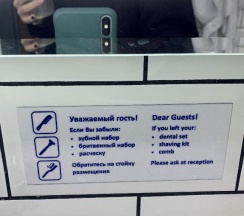 Уважаемый гость!
Если Вы забыли:
• зубной набор
• бритвенный набор
• расческу
Обратитесь на стойку
размещения
Dear Guests!
If you left your:
• dental set
• shaving kit
• comb
Please ask at reception